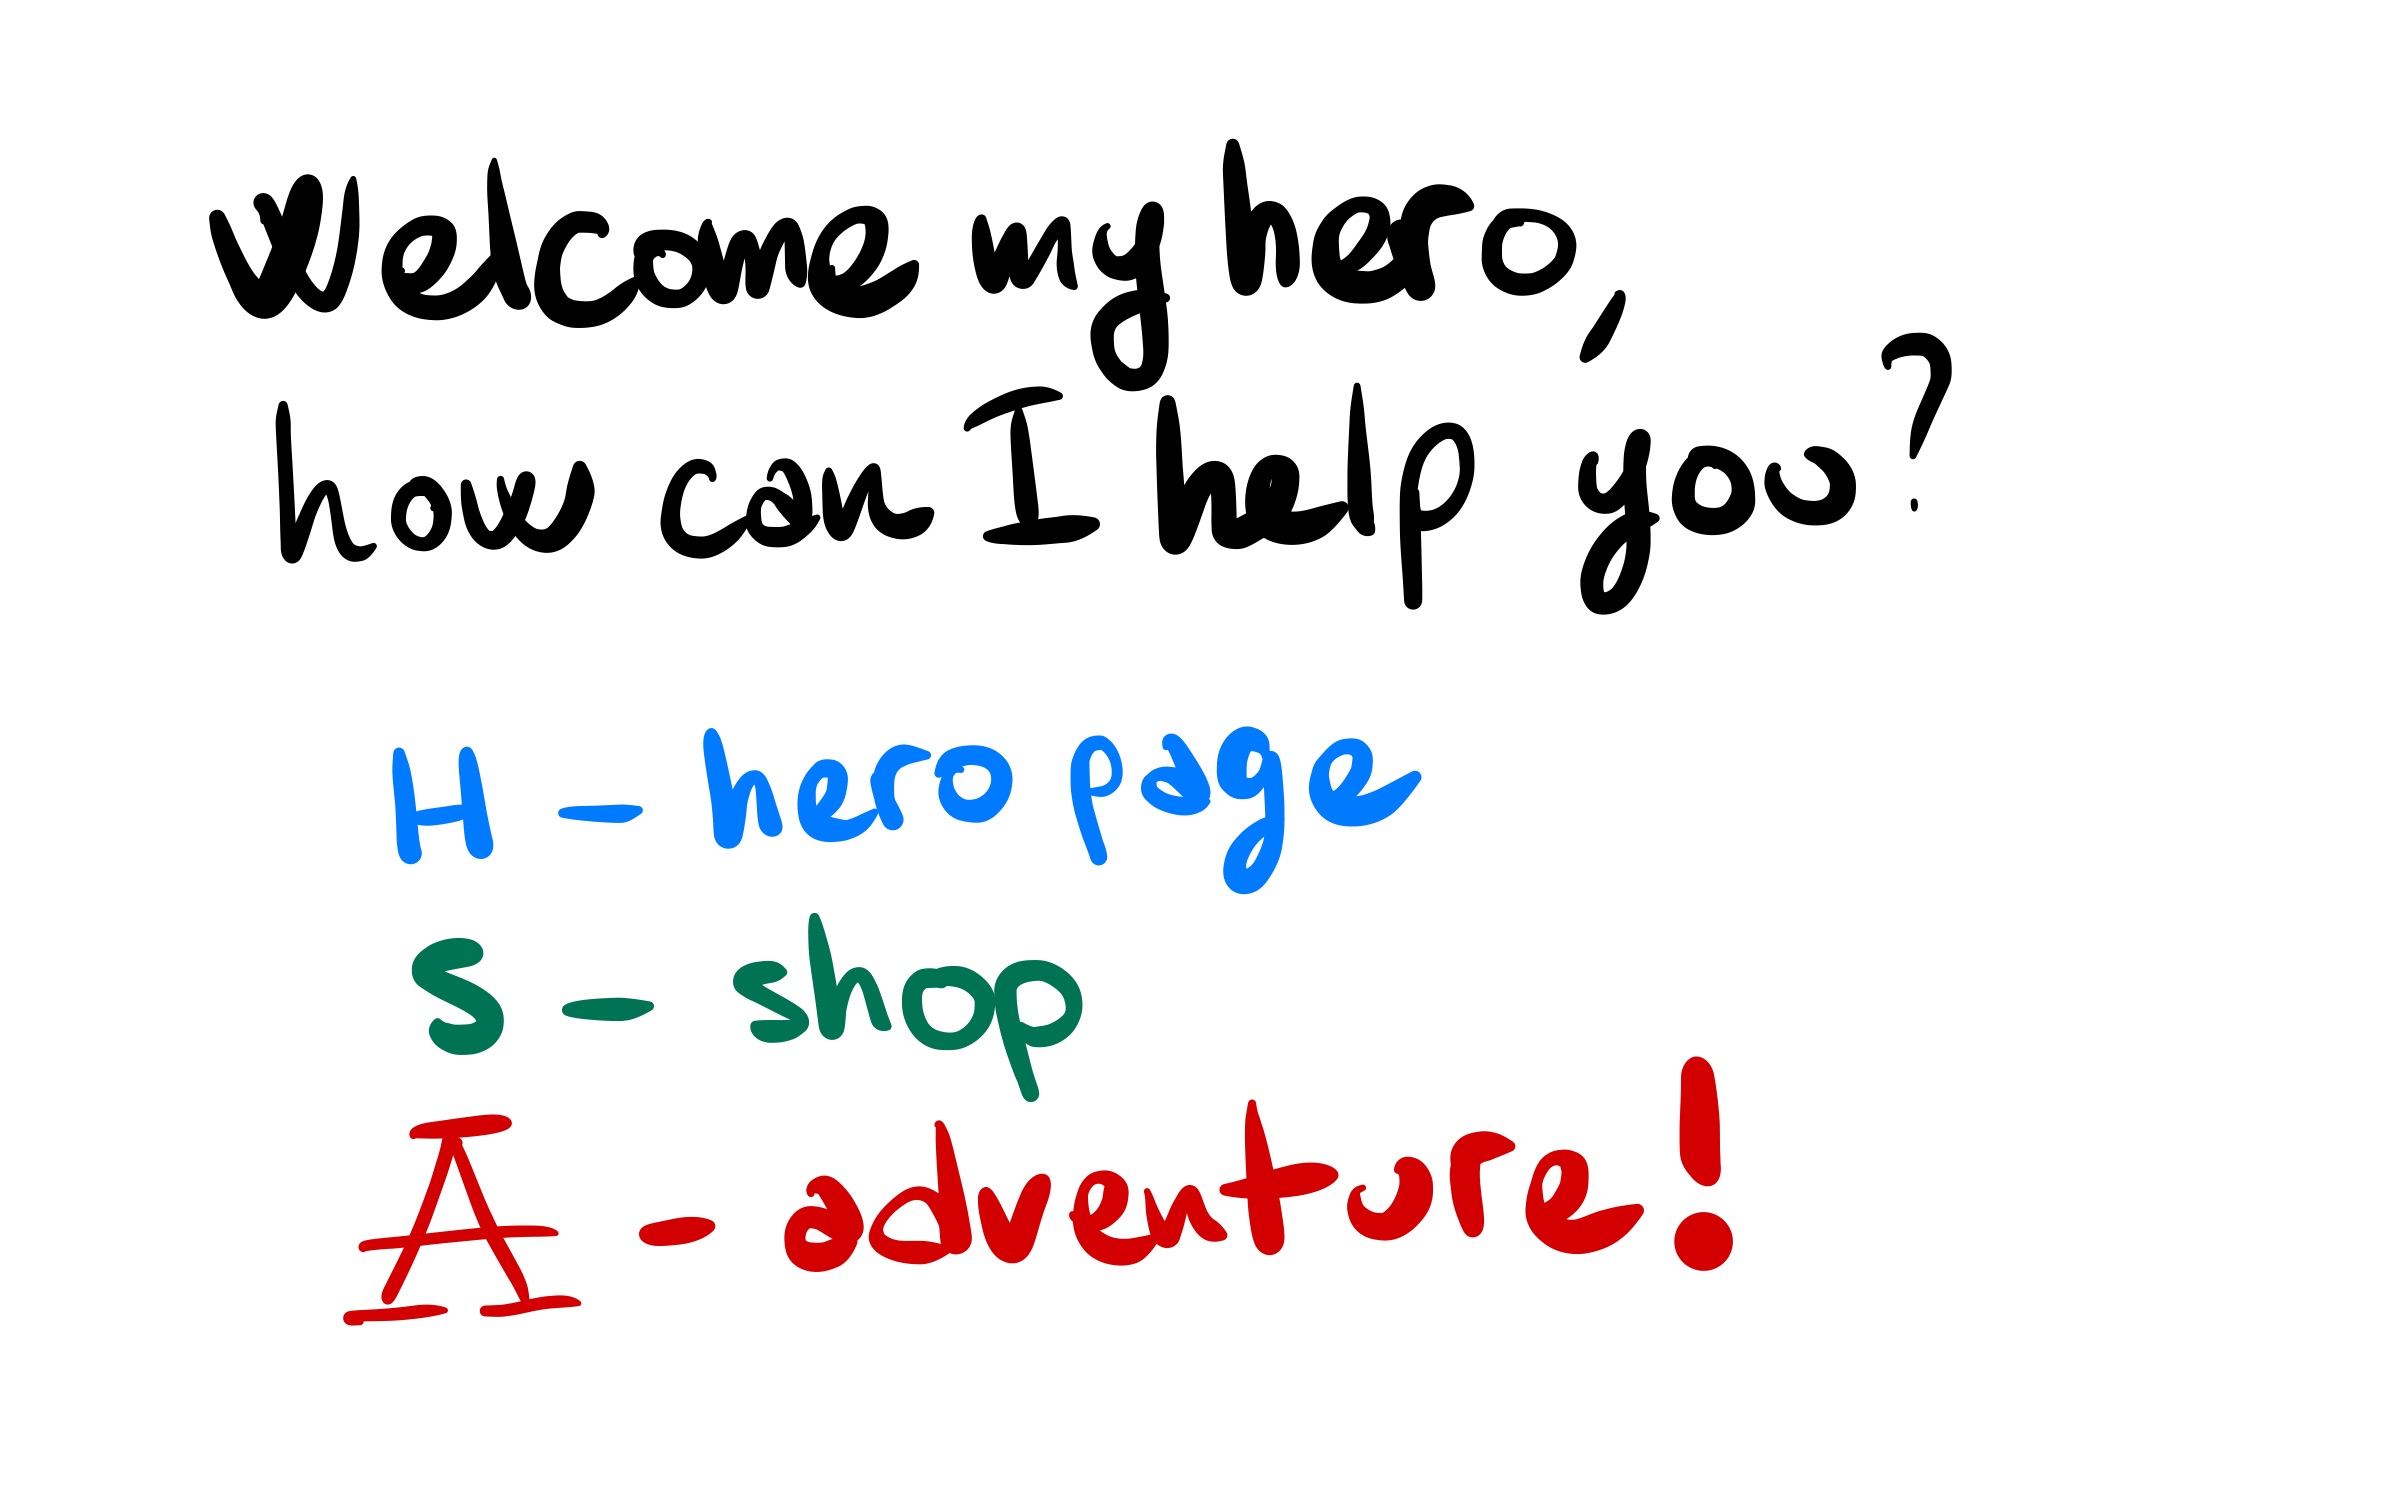 Welcome my hero,
how can I help you?
H - hero page
S - shop
A - adventure!